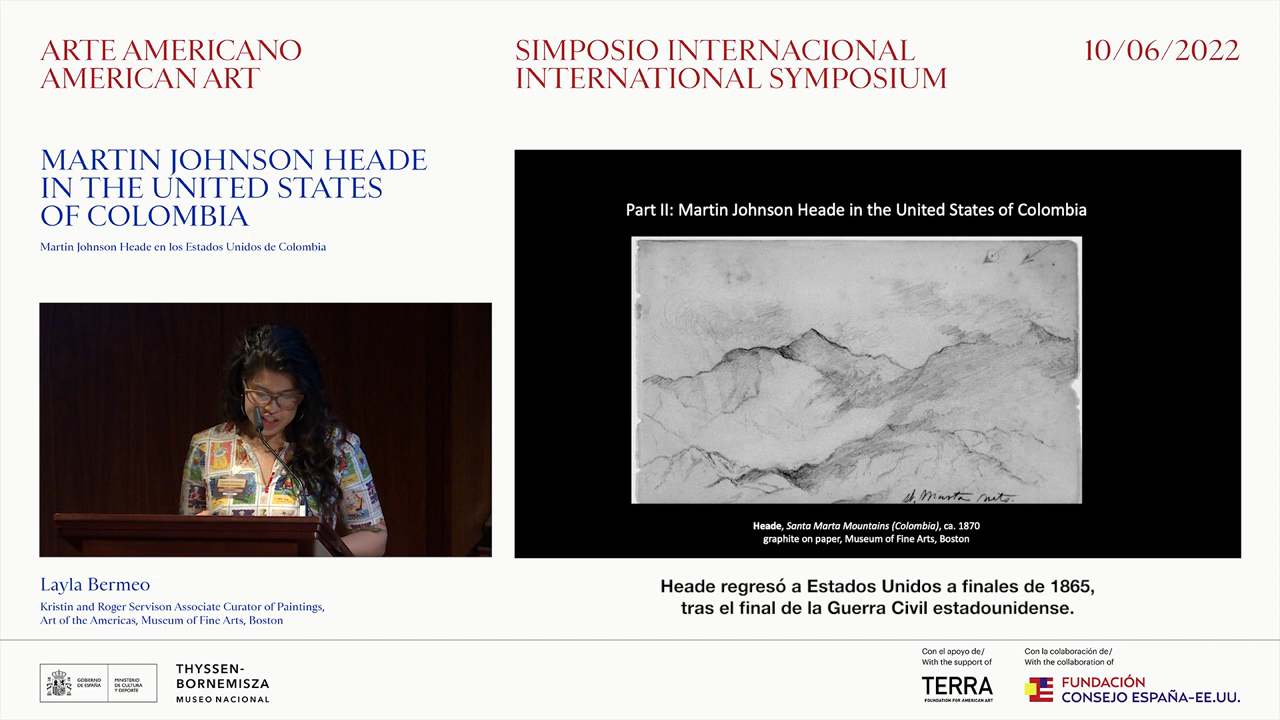 ARTE AMERICANO
AMERICAN ART
SIMPOSIO INTERNACIONAL
INTERNATIONAL SYMPOSIUM
10/06/2022
MARTIN JOHNSON HEADE
IN THE UNITED STATES
OF COLOMBIA
Martin Johnson Heade en los Estados Unidos de Colombia
Part II: Martin Johnson Heade in the United States of Colombia
St. Marta mts.
Heade, Santa Marta Mountains (Colombia), ca. 1870
graphite on paper, Museum of Fine Arts, Boston
Layla Bermeo
Kristin and Roger Servison Associate Curator of Paintings,
Art of the Americas, Museum of Fine Arts, Boston
Heade regresó a Estados Unidos a finales de 1865,
tras el final de la Guerra Civil estadounidense.
GOBIERNO
DE ESPAÑA
MINISTERIO
DE CULTURA
Y DEPORTE
THYSSEN-
BORNEMISZA
MUSEO NACIONAL
Con el apoyo de/
With the support of
TERRA
FOUNDATION FOR AMERICAN ART
Con la colaboración de/
With the collaboration of
FUNDACIÓN
CONSEJO ESPAÑA-EE.UU.